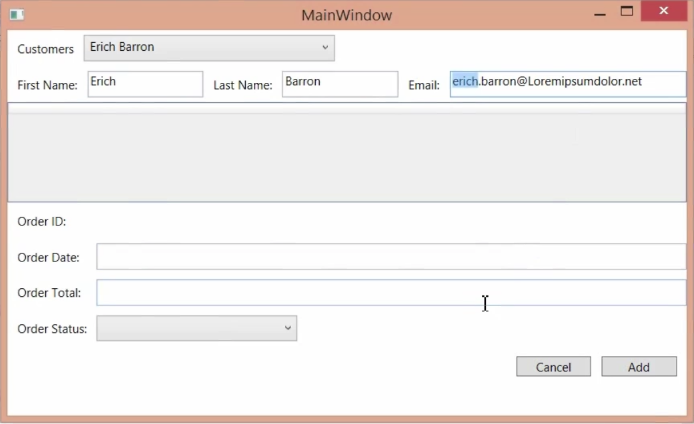 MainWindow
Customers Erich Barron
First Name: Erich Last Name: Barron Email: erich.barron@Loremipsumdolor.net
Order ID:
Order Date:
Order Total:
Order Status:
Cancel Add